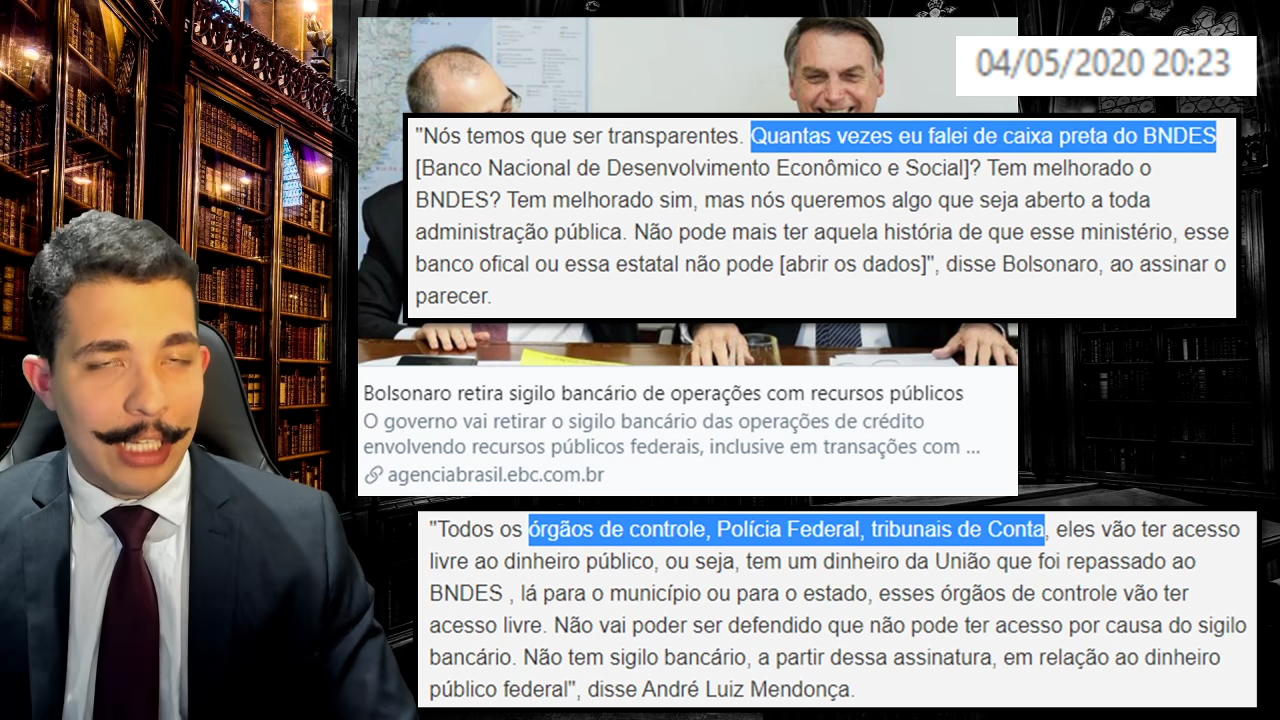 04/05/2020 20:23
"Nós temos que ser transparentes. Quantas vezes eu falei de caixa preta do BNDES
[Banco Nacional de Desenvolvimento Econômico e Social]? Tem melhorado o
BNDES? Tem melhorado sim, mas nós queremos algo que seja aberto a toda
administração pública. Não pode mais ter aquela história de que esse ministério, esse
banco ofical ou essa estatal não pode [abrir os dados]", disse Bolsonaro, ao assinar o
parecer.
Bolsonaro retira sigilo bancário de operações com recursos públicos
O governo vai retirar o sigilo bancário das operações de crédito
envolvendo recursos públicos federais, inclusive em transações com ...
agenciabrasil.ebc.com.br
"Todos os órgãos de controle, Polícia Federal, tribunais de Conta, eles vão ter acesso
livre ao dinheiro público, ou seja, tem um dinheiro da União que foi repassado ao
BNDES , lá para o município ou para o estado, esses órgãos de controle vão ter
acesso livre. Não vai poder ser defendido que não pode ter acesso por causa do sigilo
bancário. Não tem sigilo bancário, a partir dessa assinatura, em relação ao dinheiro
público federal", disse André Luiz Mendonça.